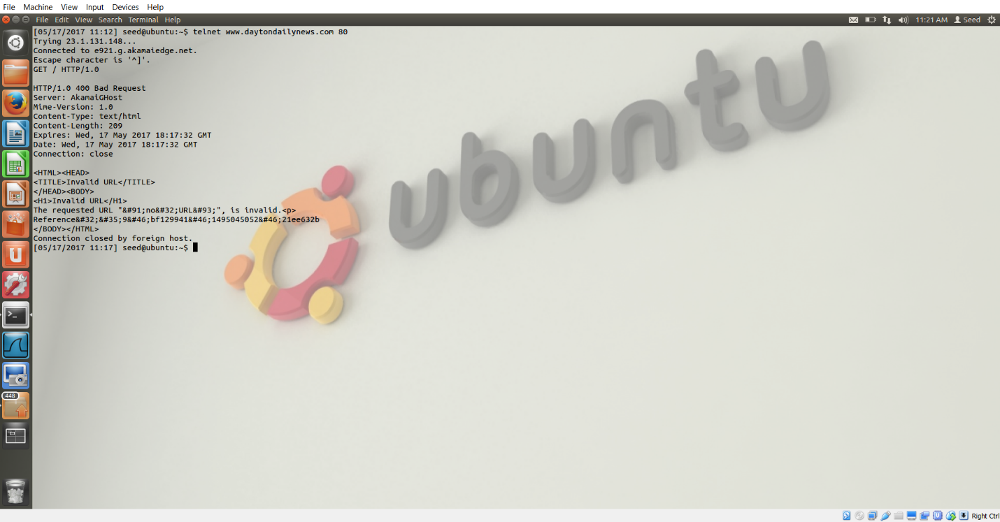 File Machine View Input Devices Help
File Edit View Search Terminal Help 11:21 AM Seed
[05/17/2017 11:12] seed@ubuntu:~$ telnet www.daytondailynews.com 80
Trying 23.1.131.148...
Connected to e921.g.akamaiedge.net.
Escape character is '^]'.
GET / HTTP/1.0
HTTP/1.0 400 Bad Request
Server: AkamaiGHost
Mime-Version: 1.0
Content-Type: text/html
Content-Length: 209
Expires: Wed, 17 May 2017 18:17:32 GMT
Date: Wed, 17 May 2017 18:17:32 GMT
Connection: close
<HTML><HEAD>
<TITLE>Invalid URL</TITLE>
</HEAD><BODY>
<H1>Invalid URL</H1>
The requested URL "&#91;no&#32;URL&#93;", is invalid.<p>
Reference&#32;&#35;9&#46;bf129941&#46;1495045052&#46;21ee632b
</BODY></HTML>
Connection closed by foreign host.
[05/17/2017 11:17] seed@ubuntu:~$
ubuntu
448
Right Ctrl